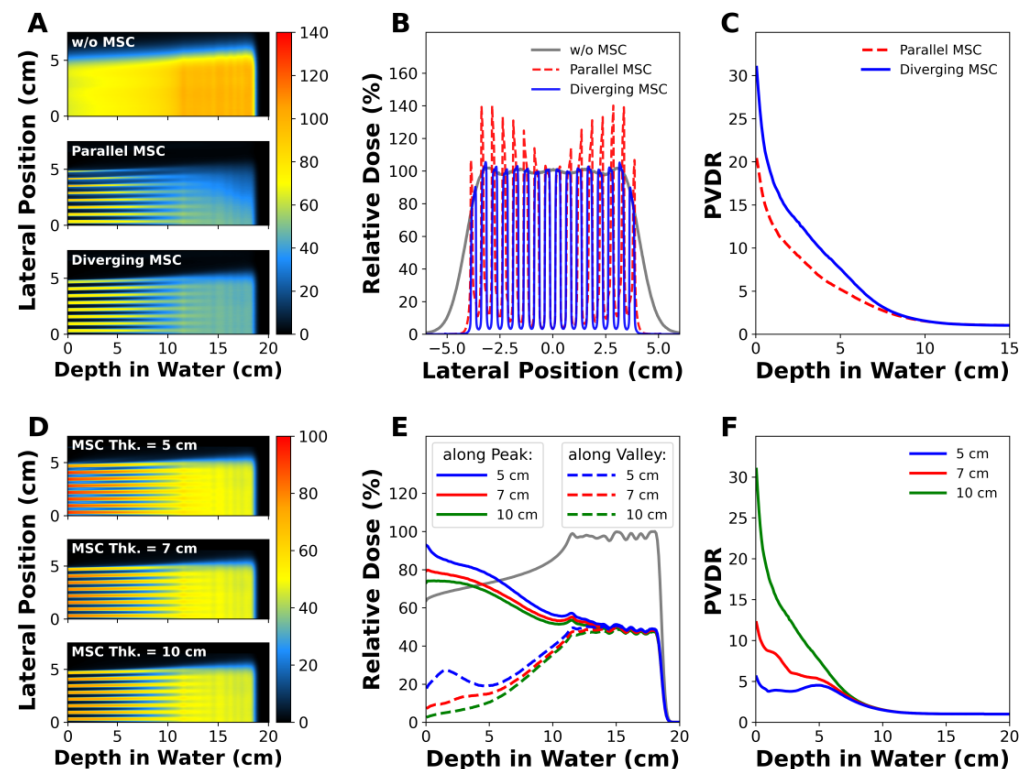 A
w/o MSC
5
0
Parallel MSC
5
0
Diverging MSC
5
0
0 5 10 15 20
Depth in Water (cm)
Lateral Position (cm)
140
120
100
80
60
40
20
0
B
w/o MSC
Parallel MSC
Diverging MSC
160
140
120
100
80
60
40
20
0
Relative Dose (%)
−5.0 −2.5 0.0 2.5 5.0
Lateral Position (cm)
C
Parallel MSC
Diverging MSC
30
25
20
15
10
5
0
PVDR
0 5 10 15
Depth in Water (cm)
D
MSC Thk. = 5 cm
5
0
MSC Thk. = 7 cm
5
0
MSC Thk. = 10 cm
5
0
0 5 10 15 20
Depth in Water (cm)
Lateral Position (cm)
100
80
60
40
20
0
E
along Peak:
5 cm
7 cm
10 cm
along Valley:
5 cm
7 cm
10 cm
120
100
80
60
40
20
0
Relative Dose (%)
0 5 10 15 20
Depth in Water (cm)
F
5 cm
7 cm
10 cm
30
25
20
15
10
5
0
PVDR
0 5 10 15 20
Depth in Water (cm)